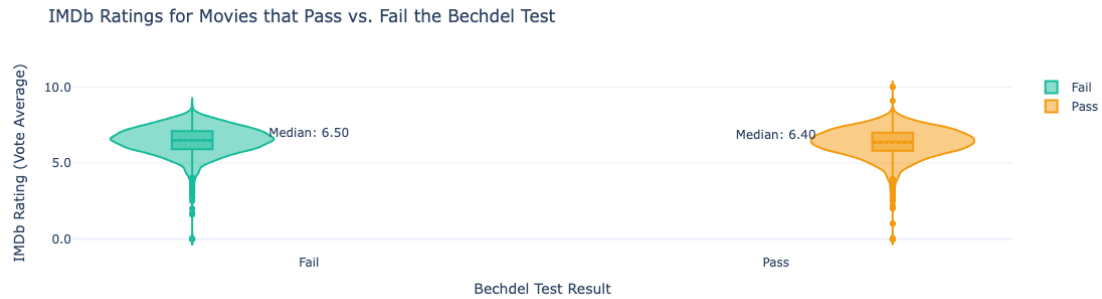 IMDb Ratings for Movies that Pass vs. Fail the Bechdel Test
IMDb Rating (Vote Average)
10.0
5.0
0.0
Median: 6.50
Median: 6.40
Fail
Pass
Fail
Pass
Bechdel Test Result